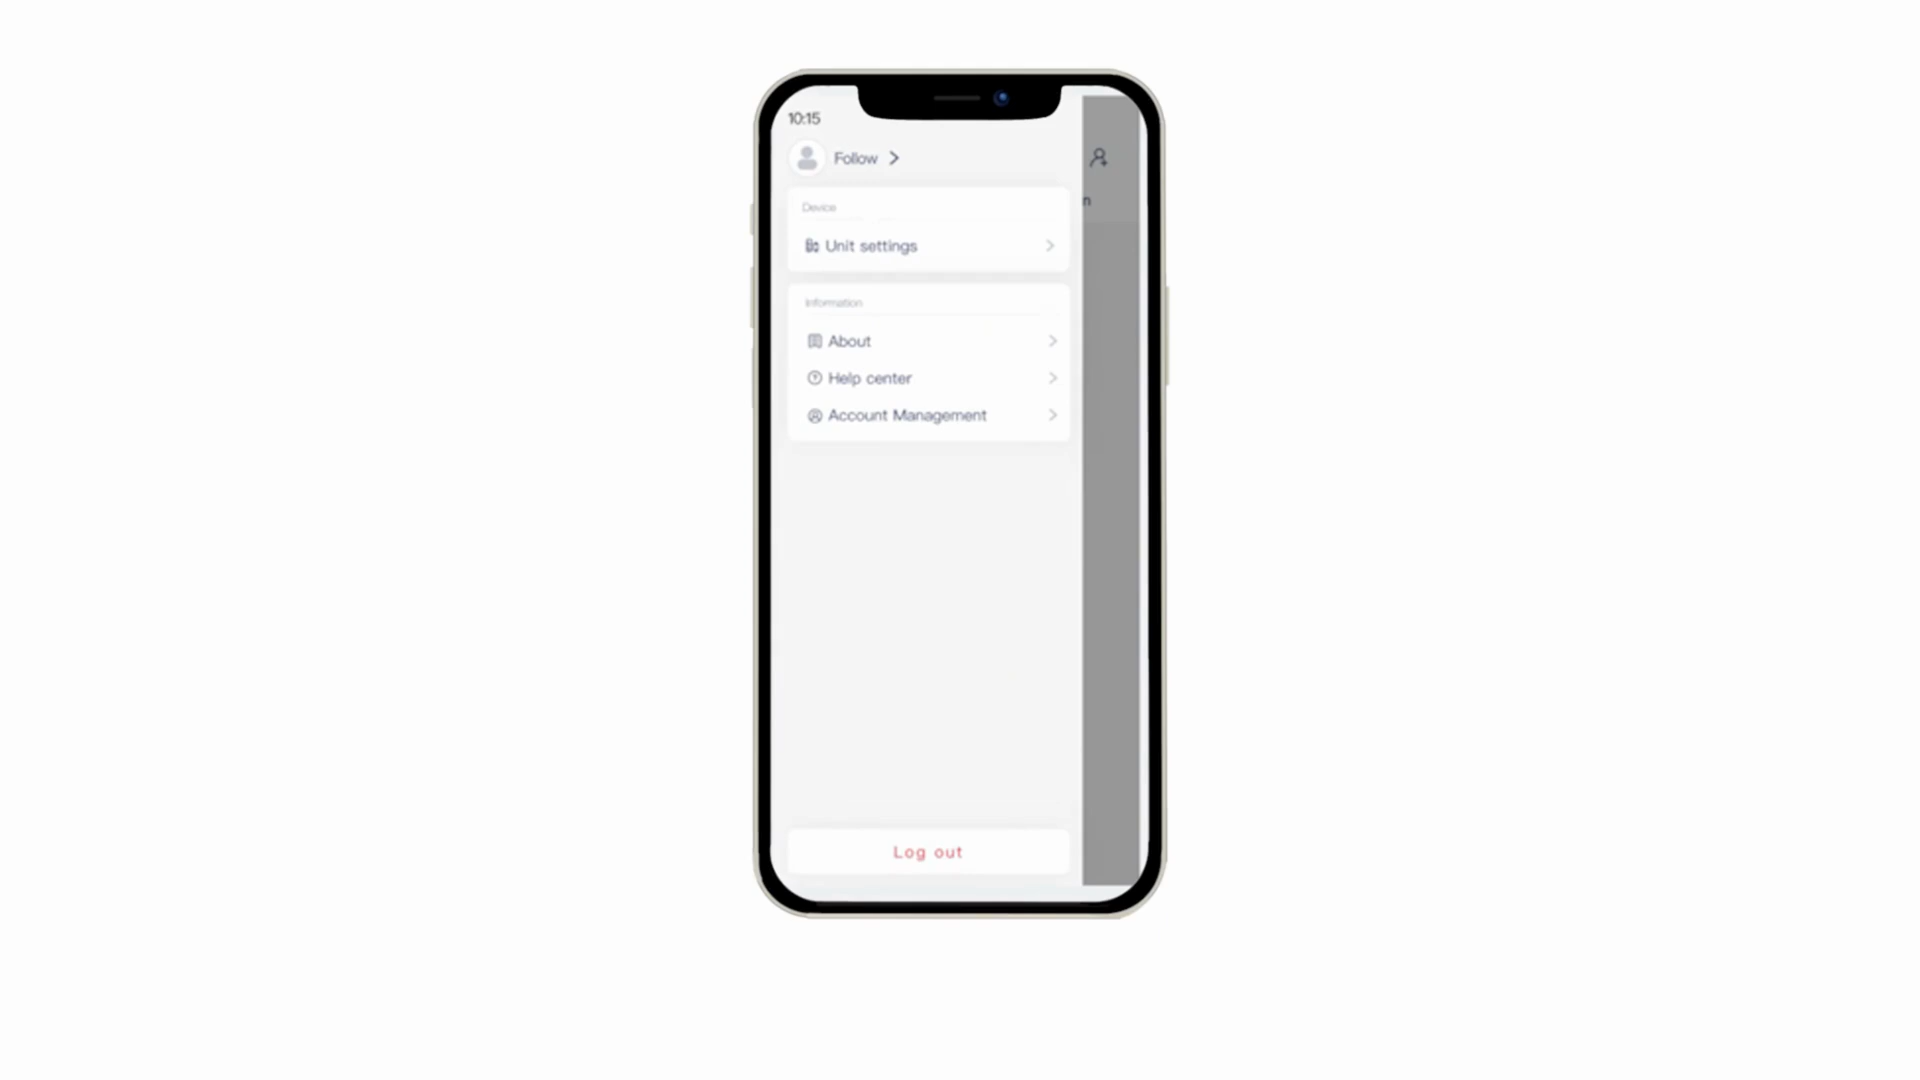 10:15
Follow
n
Device
Unit settings
Information
About
Help center
Account Management
Log out